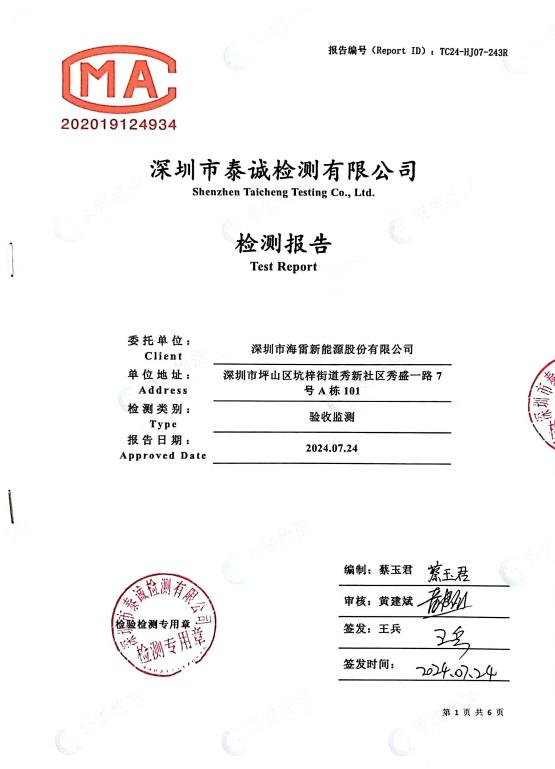 报告编号（Report ID）：TC24-HJ07-243R
CMA
202019124934
深圳市泰诚检测有限公司
Shenzhen Taicheng Testing Co., Ltd.
检测报告
Test Report
委托单位：
Client
深圳市海雷新能源股份有限公司
单位地址：
Address
深圳市坪山区坑梓街道秀新社区秀盛一路 7
号 A 栋 101
检测类别：
Type
验收监测
报告日期：
Approved Date
2024.07.24
编制：蔡玉君 蔡玉君
审核：黄建斌
签发：王兵 王兵
签发时间： 2024.07.24
深圳市泰诚检测有限公司
检验检测专用章
检测专用章
深圳市泰
第 1 页 共 6 页